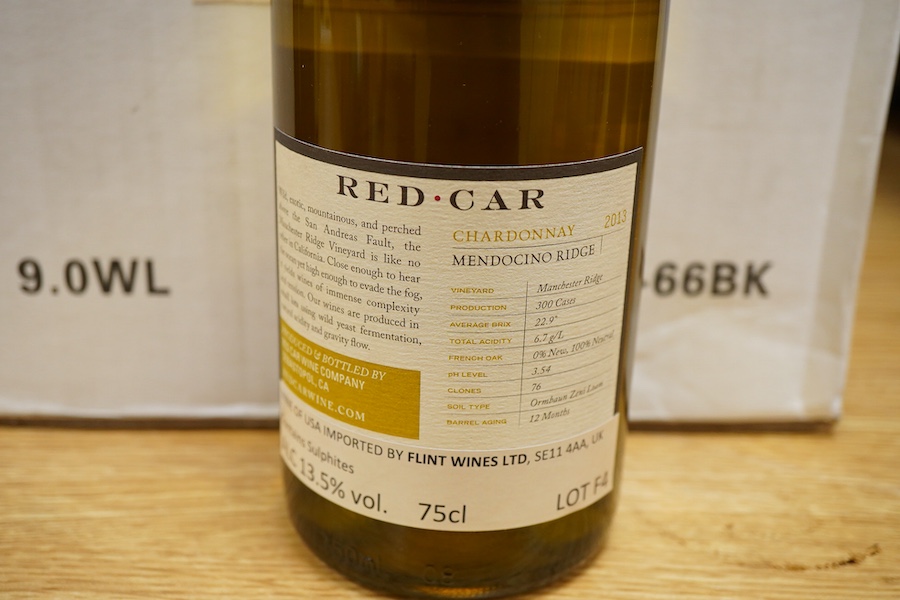 9.0WL
66BK
RED·CAR
exotic, mountainous, and perched
the San Andreas Fault, the
Ridge Vineyard is like no
in California. Close enough to hear
yet high enough to evade the fog,
wines of immense complexity
Our wines are produced in
using wild yeast fermentation,
acidity and gravity flow.
& BOTTLED BY
CAR WINE COMPANY
CA
2013
CHARDONNAY
MENDOCINO RIDGE
VINEYARD Manchester Ridge
PRODUCTION 300 Cases
AVERAGE BRIX 22.9°
TOTAL ACIDITY 6.2 g/L
FRENCH OAK 0% New, 100% Neutral
pH LEVEL 3.54
CLONES 76
SOIL TYPE Ormbaun Zeni Loam
BARREL AGING 12 Months
OF USA IMPORTED BY FLINT WINES LTD, SE11 4AA, UK
Sulphites
13.5% vol. 75cl LOT F4